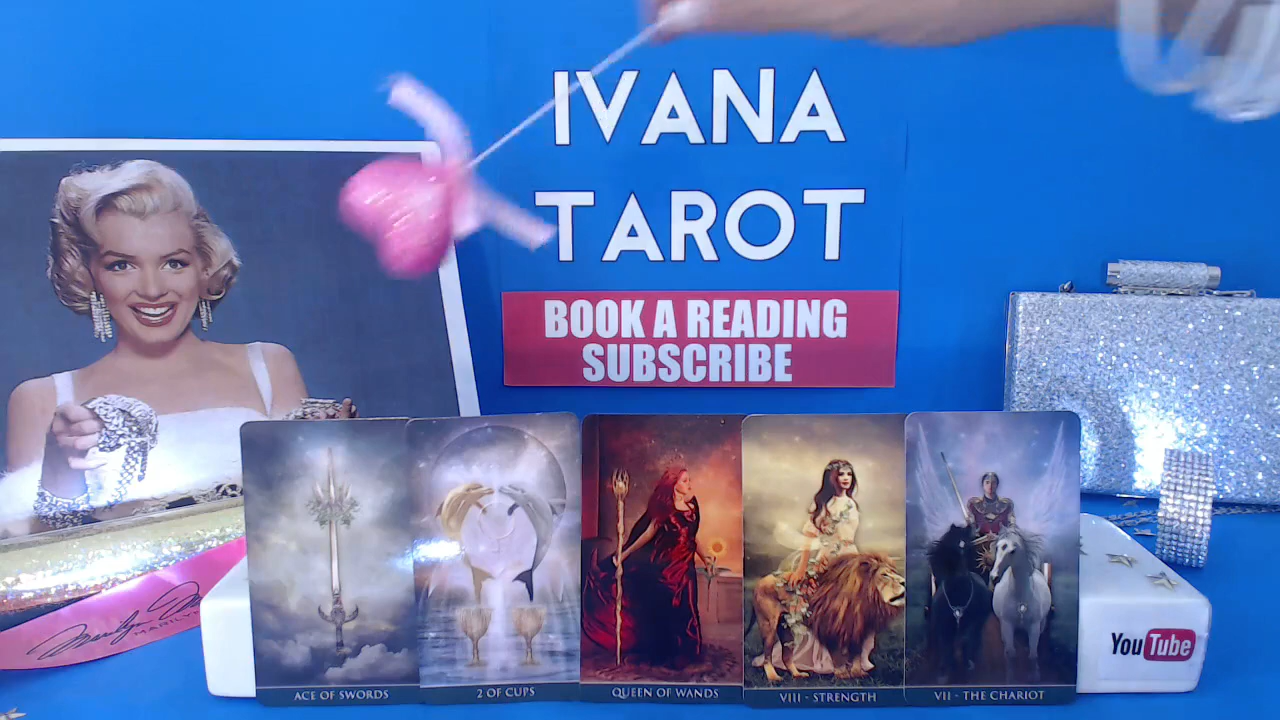 IVANA
TAROT
BOOK A READING
SUBSCRIBE
ACE OF SWORDS
2 OF CUPS
QUEEN OF WANDS
VIII - STRENGTH
VII - THE CHARIOT
YouTube
Marilyn